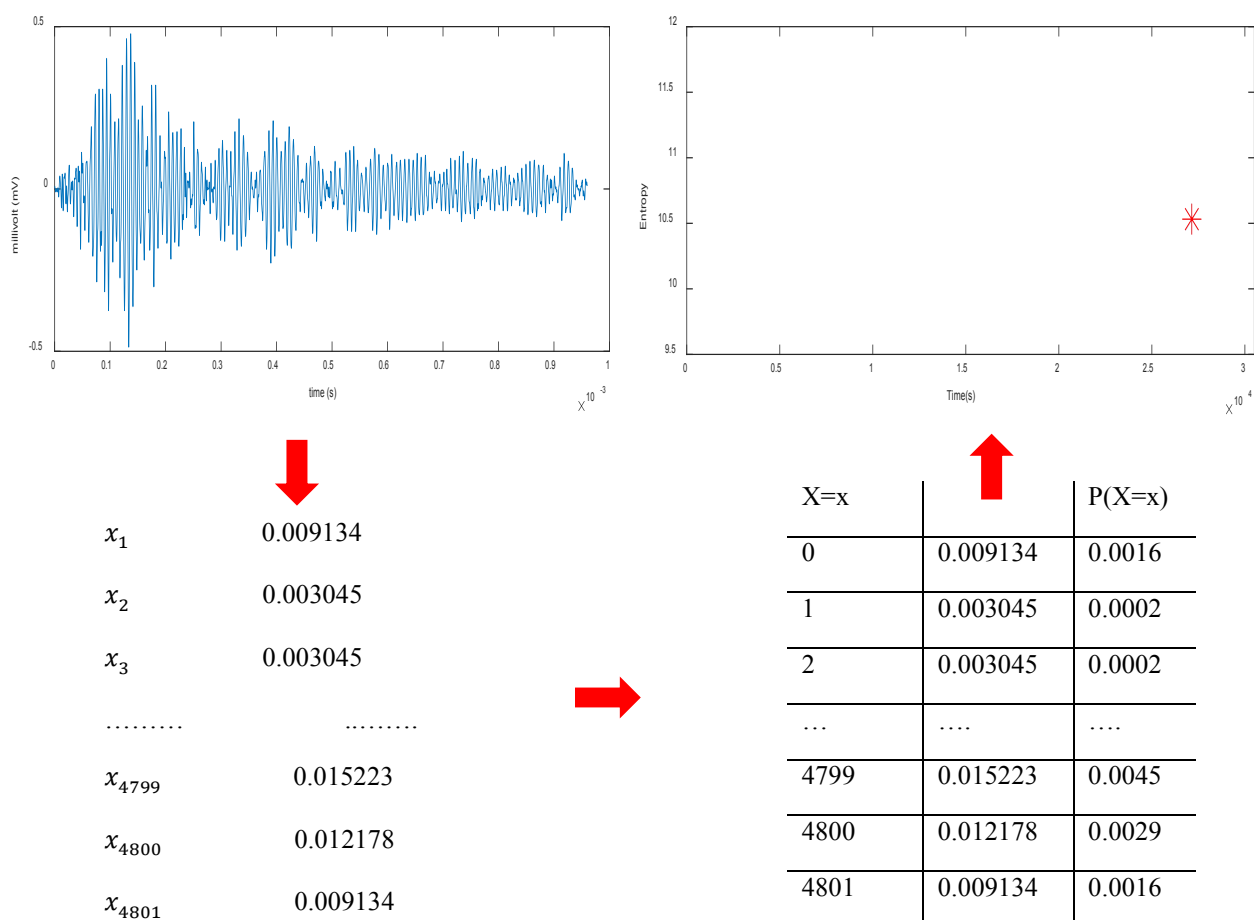 0.5
0
-0.5
millivolt (mV)
0 0.1 0.2 0.3 0.4 0.5 0.6 0.7 0.8 0.9 1
time (s)
× 10 -3
12
11.5
11
10.5
10
9.5
Entropy
0 0.5 1 1.5 2 2.5 3
Time(s)
× 10 4
x₁ 0.009134
x₂ 0.003045
x₃ 0.003045
……… ………
x₄₇₉₉ 0.015223
x₄₈₀₀ 0.012178
x₄₈₀₁ 0.009134
X=x P(X=x)
0 0.009134 0.0016
1 0.003045 0.0002
2 0.003045 0.0002
… …. ….
4799 0.015223 0.0045
4800 0.012178 0.0029
4801 0.009134 0.0016